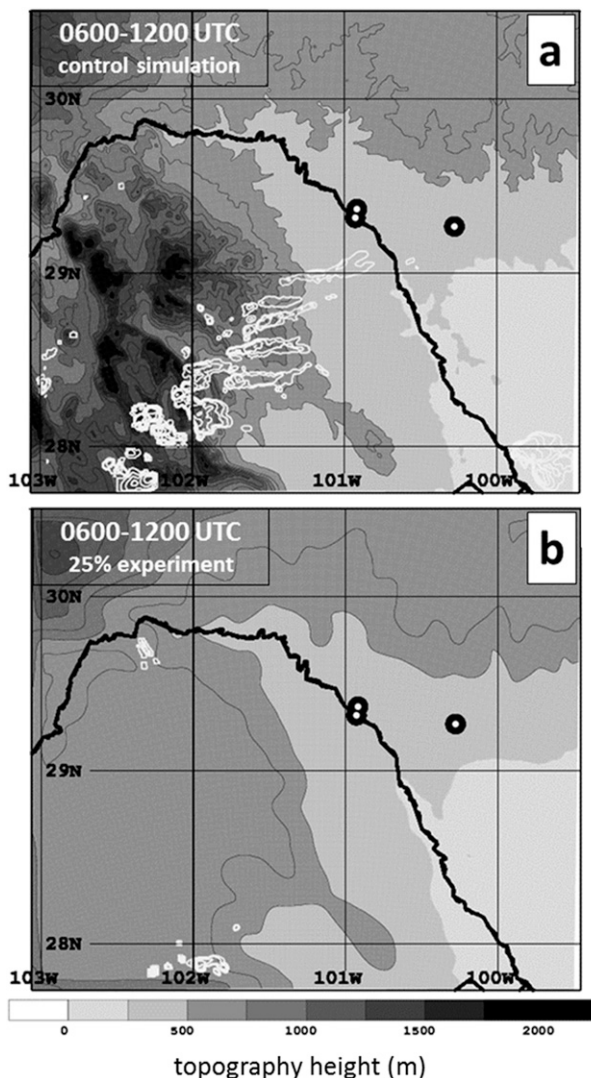 0600-1200 UTC
control simulation
a
30N
29N
28N
103W 102W 101W 100W
0600-1200 UTC
25% experiment
b
30N
29N
28N
103W 102W 101W 100W
0 500 1000 1500 2000
topography height (m)